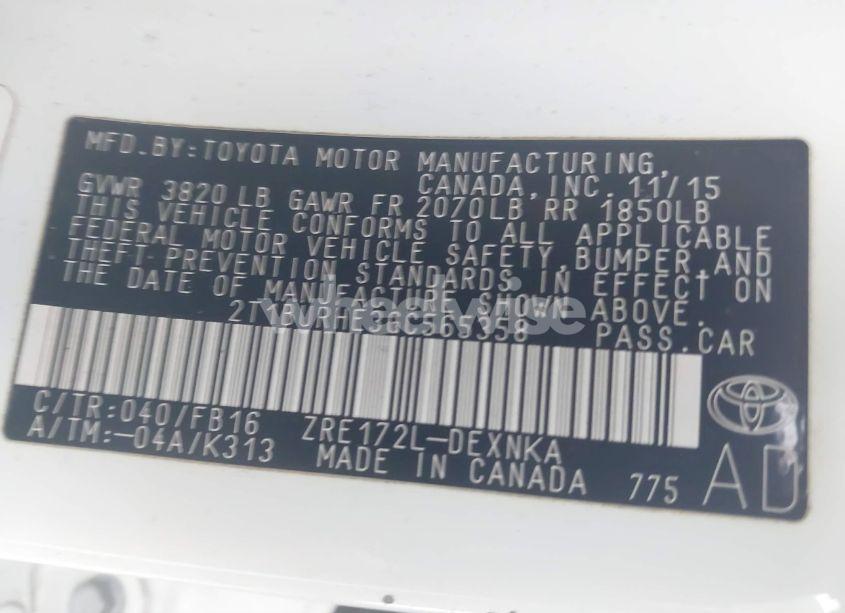 MFD.BY:TOYOTA MOTOR MANUFACTURING,
CANADA,INC. 11/15
GVWR 3820 LB GAWR FR 2070LB RR 1850LB
THIS VEHICLE CONFORMS TO ALL APPLICABLE
FEDERAL MOTOR VEHICLE SAFETY,BUMPER,AND
THEFT PREVENTION STANDARDS IN EFFECT ON
THE DATE OF MANUFACTURE SHOWN ABOVE.
PASS.CAR
C/TR:040/FB16 ZRE172L-DEXNKA
A/TM:-04A/K313 MADE IN CANADA 775
AD